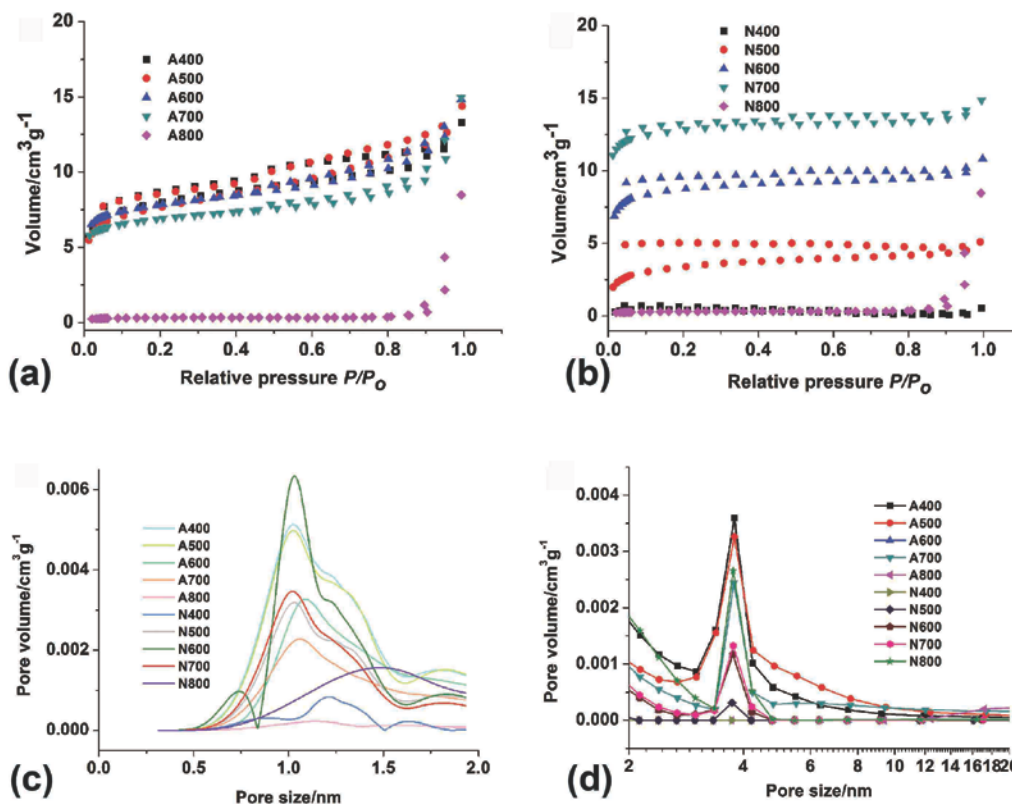 20
15
10
5
0
Volume/cm³g⁻¹
A400
A500
A600
A700
A800
0.0 0.2 0.4 0.6 0.8 1.0
Relative pressure P/Po
(a)
20
15
10
5
0
Volume/cm³g-1
N400
N500
N600
N700
N800
0.0 0.2 0.4 0.6 0.8 1.0
Relative pressure P/Po
(b)
0.006
0.004
0.002
0.000
Pore volume/cm³g⁻¹
A400
A500
A600
A700
A800
N400
N500
N600
N700
N800
0.0 0.5 1.0 1.5 2.0
Pore size/nm
(c)
0.004
0.003
0.002
0.001
0.000
Pore volume/cm³g⁻¹
A400
A500
A600
A700
A800
N400
N500
N600
N700
N800
2 4 6 8 10 12 14 16 18 20
Pore size/nm
(d)